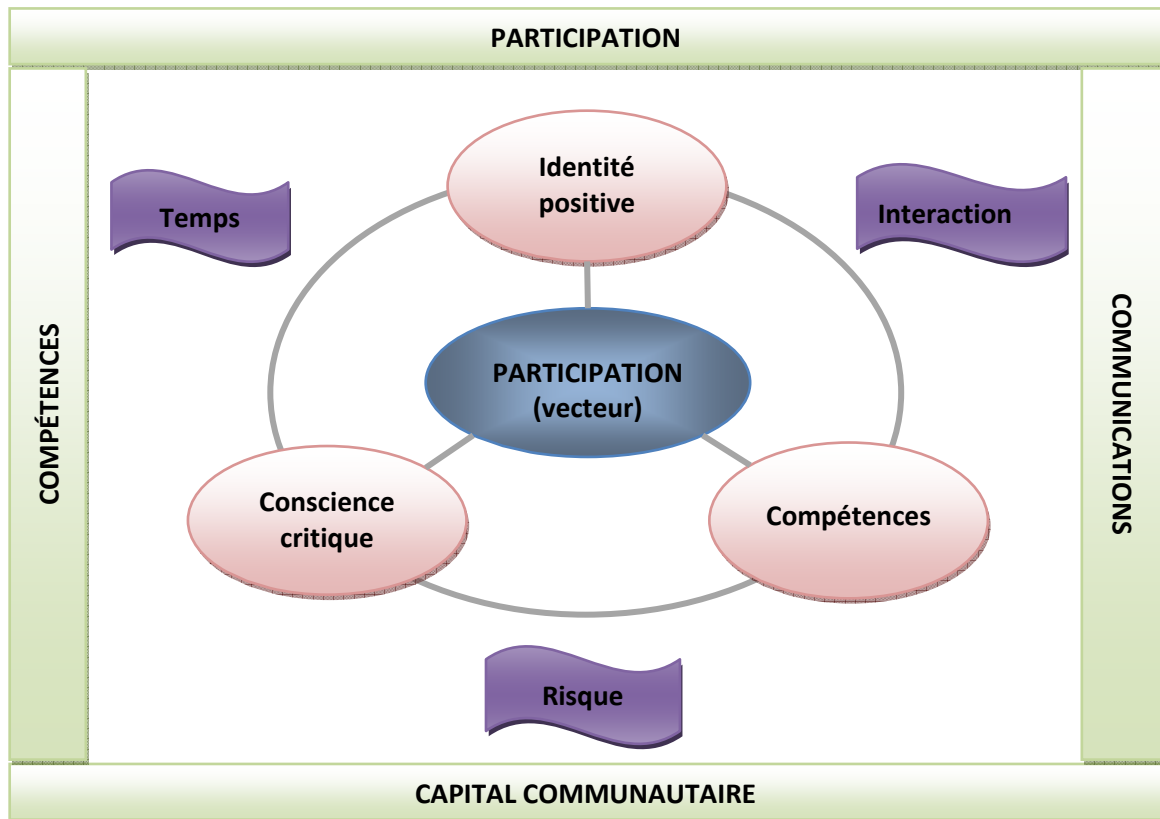 PARTICIPATION
Identité
positive
Temps
Interaction
COMPÉTENCES
COMMUNICATIONS
PARTICIPATION
(vecteur)
Conscience
critique
Compétences
Risque
CAPITAL COMMUNAUTAIRE